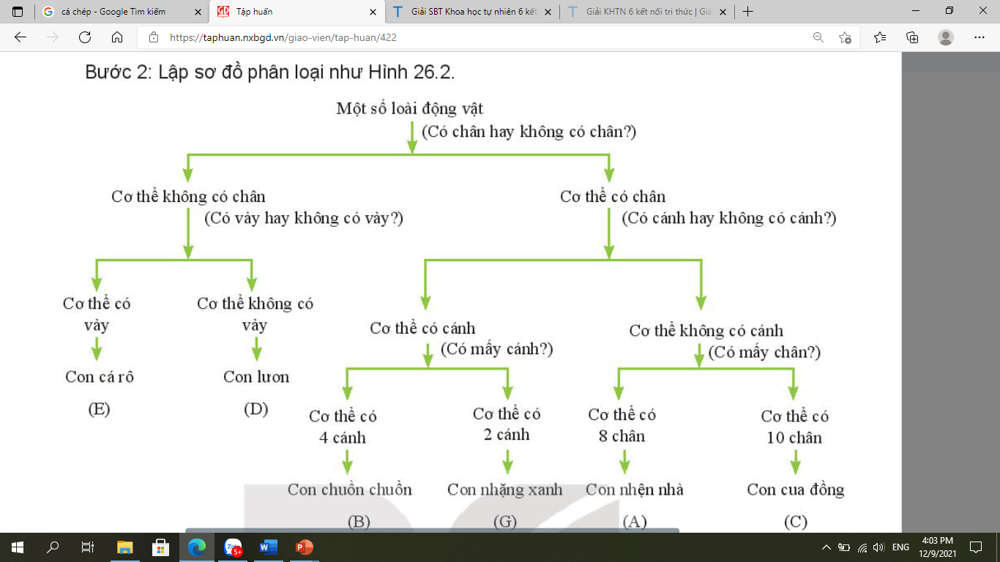 cá chép - Google Tìm kiếm
Tập huấn
Giải SBT Khoa học tự nhiên 6 kết
Giải KHTN 6 kết nối tri thức | Giả
https://taphuan.nxbgd.vn/giao-vien/tap-huan/422
Bước 2: Lập sơ đồ phân loại như Hình 26.2.
Một số loài động vật
(Có chân hay không có chân?)
Cơ thể không có chân
Cơ thể có chân
(Có vảy hay không có vảy?)
(Có cánh hay không có cánh?)
Cơ thể có
vảy
Cơ thể không có
vảy
Cơ thể có cánh
Cơ thể không có cánh
(Có mấy cánh?)
(Có mấy chân?)
Con cá rô
(E)
Con lươn
(D)
Cơ thể có
4 cánh
Cơ thể có
2 cánh
Cơ thể có
8 chân
Cơ thể có
10 chân
Con chuồn chuồn
Con nhặng xanh
Con nhện nhà
Con cua đồng
(B)
(G)
(A)
(C)
Zalo
5+
ENG
4:03 PM
12/9/2021